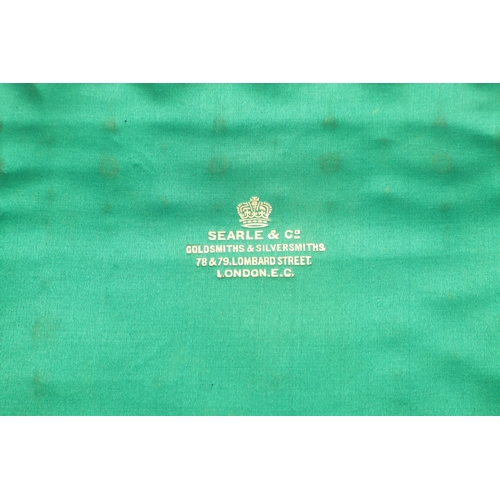 SEARLE & Co
GOLDSMITHS & SILVERSMITHS.
78 & 79. LOMBARD STREET.
LONDON. E.C.